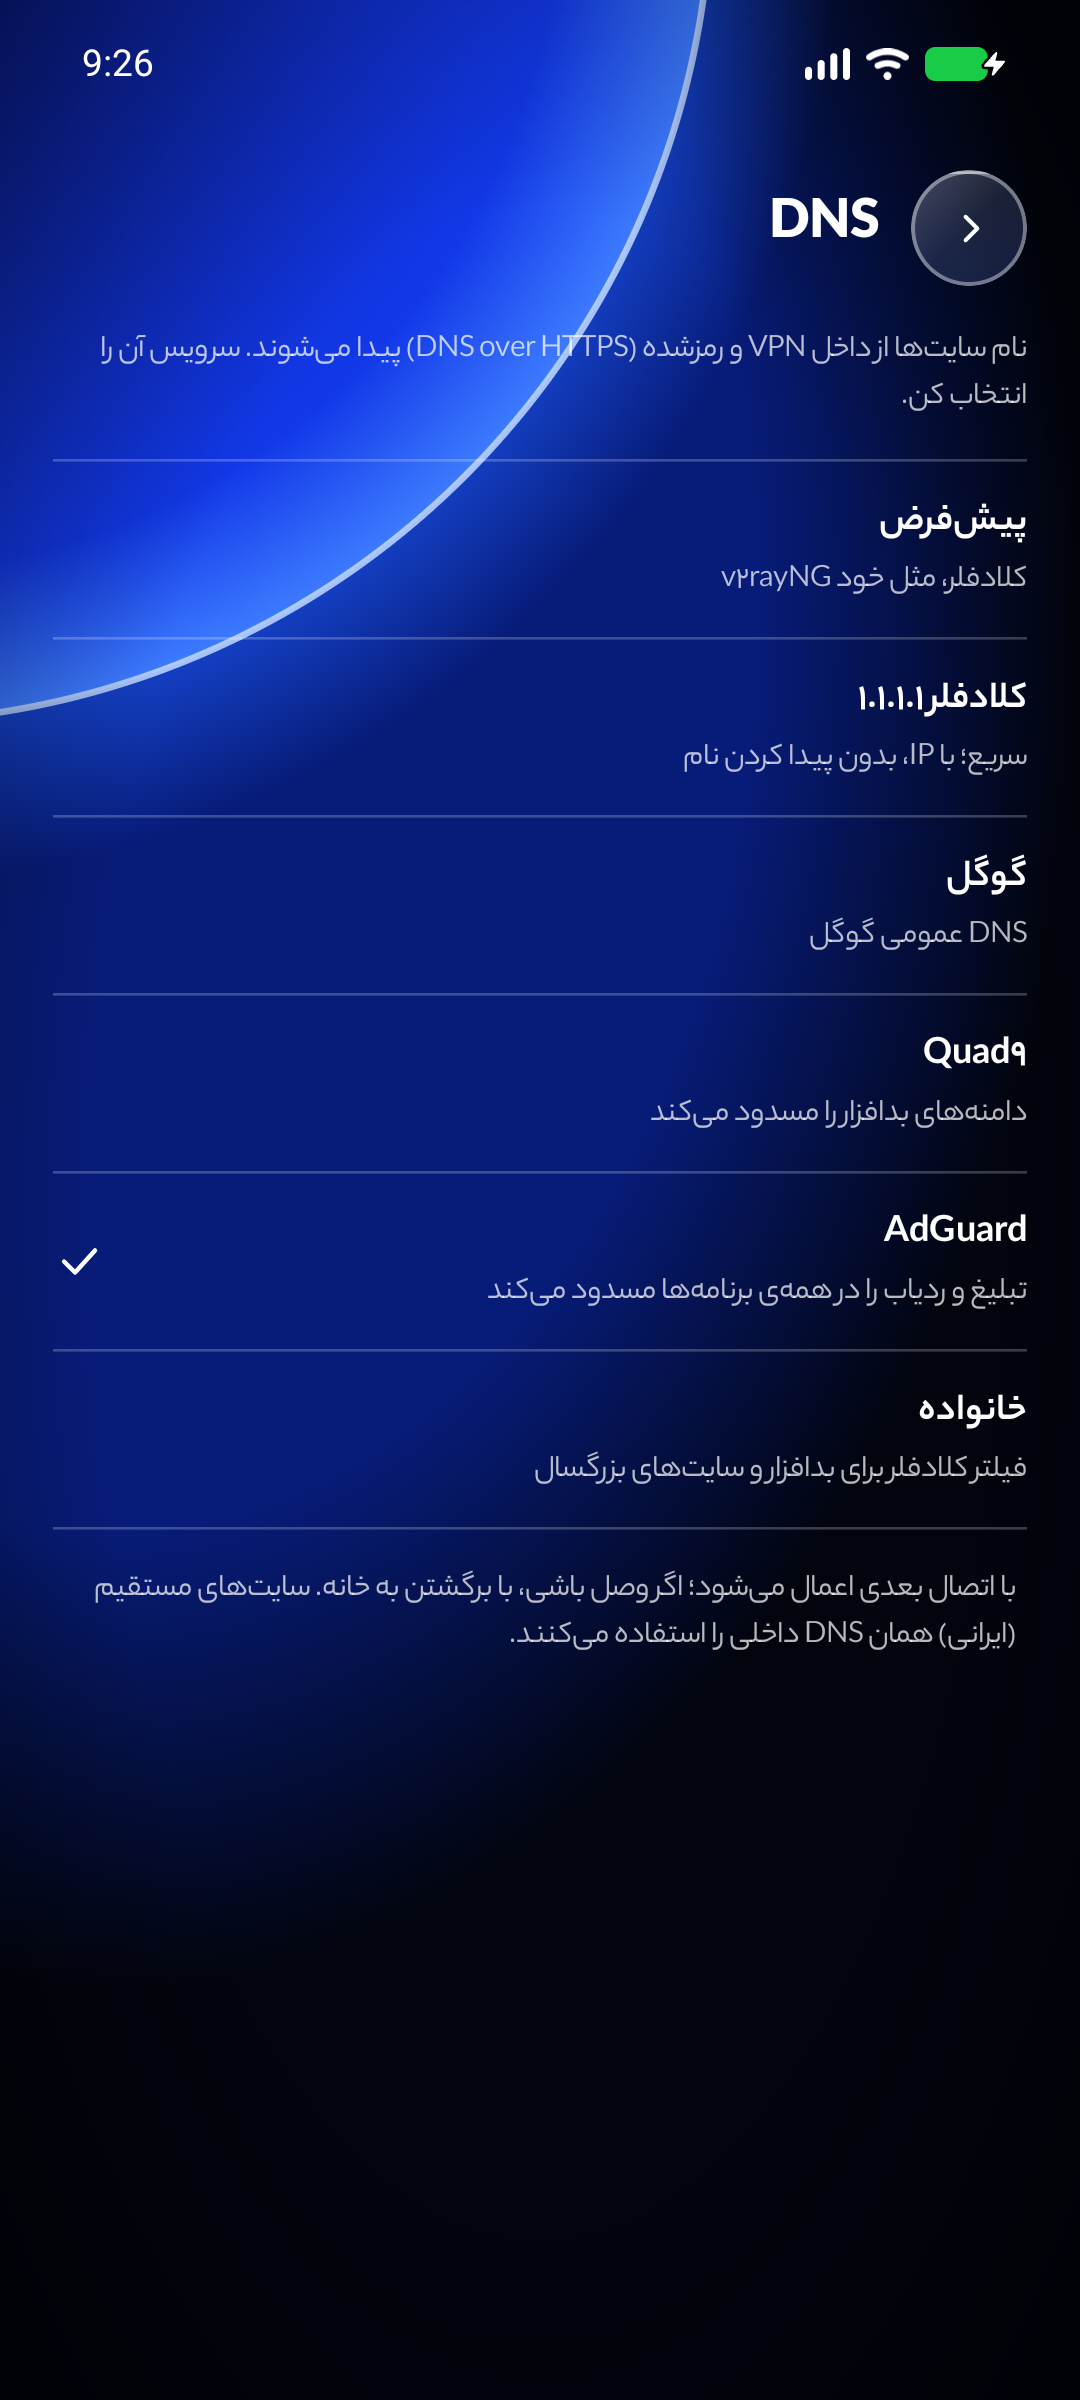 9:26
DNS
نام سایت‌ها از داخل VPN و رمزشده (DNS over HTTPS) پیدا می‌شوند. سرویس آن را
انتخاب کن.
پیش‌فرض
کلادفلر، مثل خود v۲rayNG
کلادفلر ۱.۱.۱.۱
سریع؛ با IP، بدون پیدا کردن نام
گوگل
DNS عمومی گوگل
Quad۹
دامنه‌های بدافزار را مسدود می‌کند
AdGuard
تبلیغ و ردیاب را در همه‌ی برنامه‌ها مسدود می‌کند
خانواده
فیلتر کلادفلر برای بدافزار و سایت‌های بزرگسال
با اتصال بعدی اعمال می‌شود؛ اگر وصل باشی، با برگشتن به خانه. سایت‌های مستقیم
(ایرانی) همان DNS داخلی را استفاده می‌کنند.